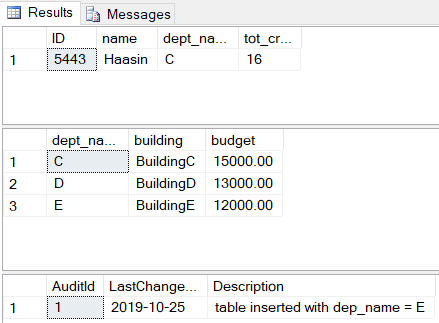 Results Messages
ID name dept_na... tot_cr...
1 5443 Haasin C 16
dept_na... building budget
1 C BuildingC 15000.00
2 D BuildingD 13000.00
3 E BuildingE 12000.00
AuditId LastChange... Description
1 1 2019-10-25 table inserted with dep_name = E